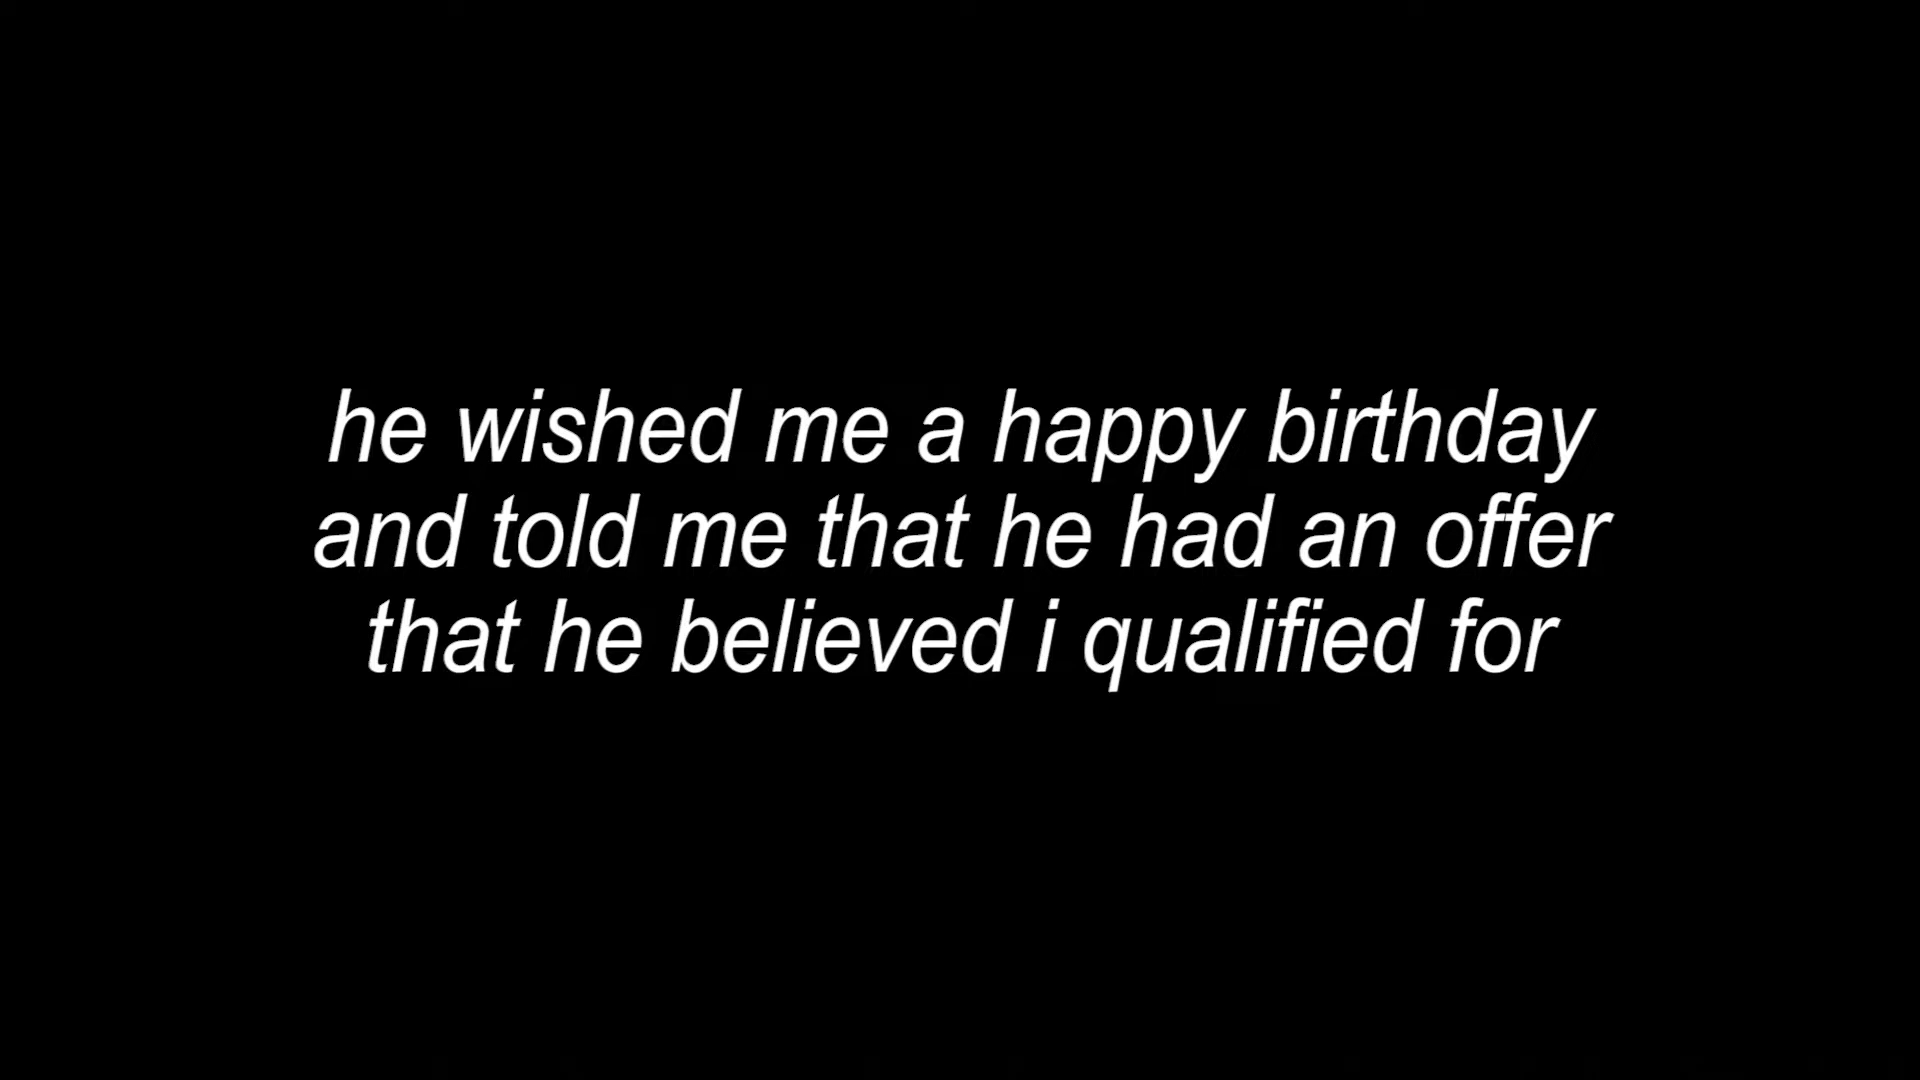 he wished me a happy birthday
and told me that he had an offer
that he believed i qualified for